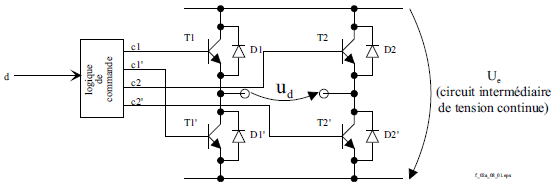 d
logique
de
commande
c1
c1'
c2
c2'
T1
D1
T2
D2
u_d
T1'
D1'
T2'
D2'
U_e
(circuit intermédiaire
de tension continue)
f_03a_08_01.eps